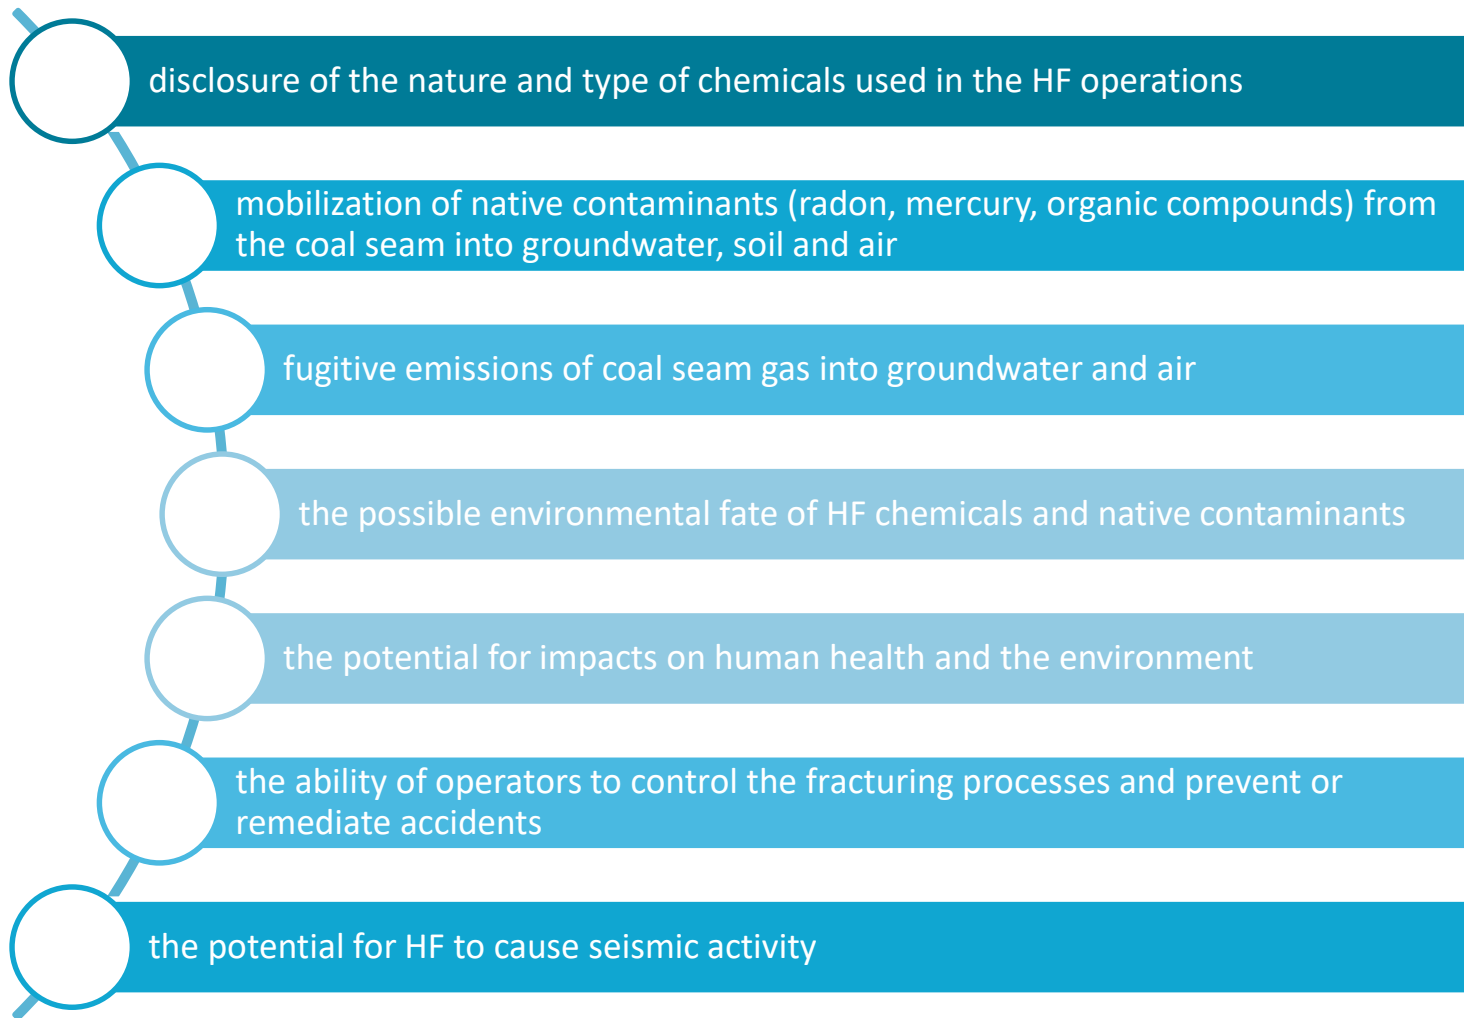 disclosure of the nature and type of chemicals used in the HF operations
mobilization of native contaminants (radon, mercury, organic compounds) from
the coal seam into groundwater, soil and air
fugitive emissions of coal seam gas into groundwater and air
the possible environmental fate of HF chemicals and native contaminants
the potential for impacts on human health and the environment
the ability of operators to control the fracturing processes and prevent or
remediate accidents
the potential for HF to cause seismic activity